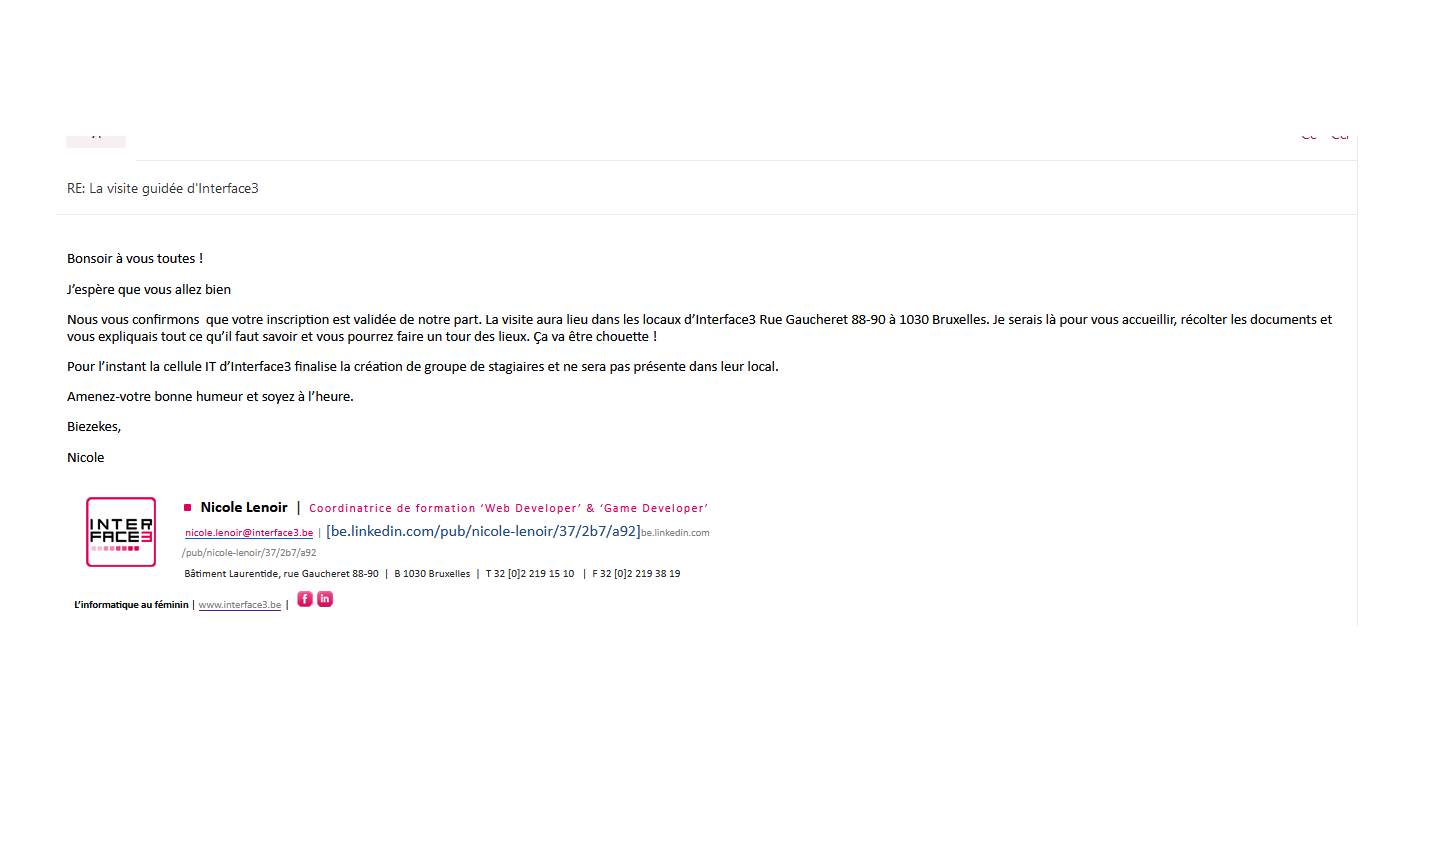 RE: La visite guidée d'Interface3
Bonsoir à vous toutes !
J’espère que vous allez bien
Nous vous confirmons  que votre inscription est validée de notre part. La visite aura lieu dans les locaux d’Interface3 Rue Gaucheret 88-90 à 1030 Bruxelles. Je serais là pour vous accueillir, récolter les documents et
vous expliquais tout ce qu’il faut savoir et vous pourrez faire un tour des lieux. Ça va être chouette !
Pour l’instant la cellule IT d’Interface3 finalise la création de groupe de stagiaires et ne sera pas présente dans leur local.
Amenez-votre bonne humeur et soyez à l’heure.
Biezekes,
Nicole
INTER
FACE3
Nicole Lenoir | Coordinatrice de formation ‘Web Developer’ & ‘Game Developer’
nicole.lenoir@interface3.be | [be.linkedin.com/pub/nicole-lenoir/37/2b7/a92]be.linkedin.com
/pub/nicole-lenoir/37/2b7/a92
Bâtiment Laurentide, rue Gaucheret 88-90 | B 1030 Bruxelles | T 32 [0]2 219 15 10 | F 32 [0]2 219 38 19
L’informatique au féminin | www.interface3.be |